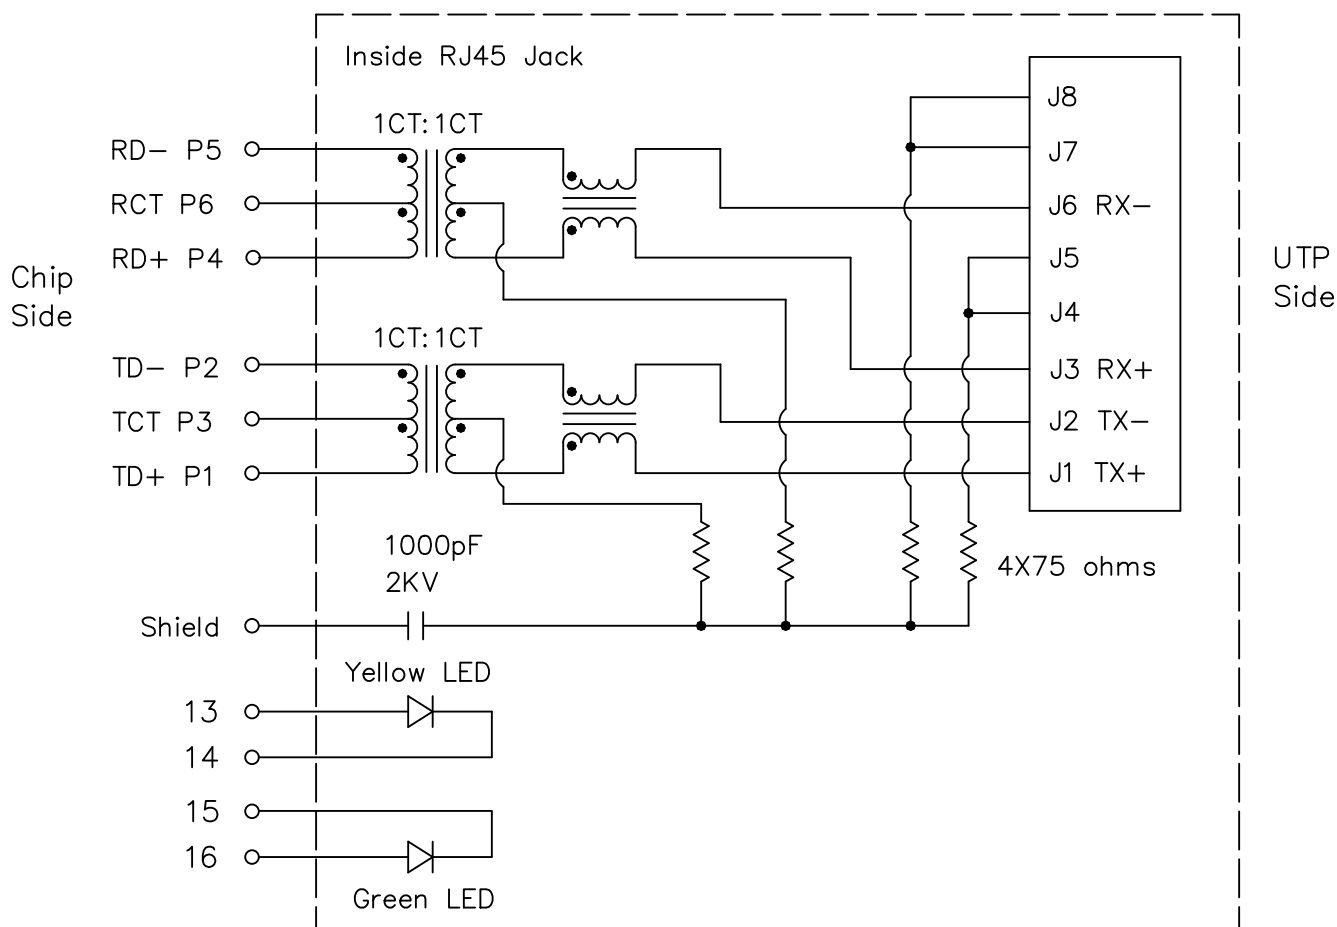 Inside RJ45 Jack
1CT:1CT
RD- P5
RCT P6
RD+ P4
Chip
Side
1CT:1CT
TD- P2
TCT P3
TD+ P1
J8
J7
J6 RX-
J5
J4
J3 RX+
J2 TX-
J1 TX+
UTP
Side
1000pF
2KV
4X75 ohms
Shield
Yellow LED
13
14
15
16
Green LED